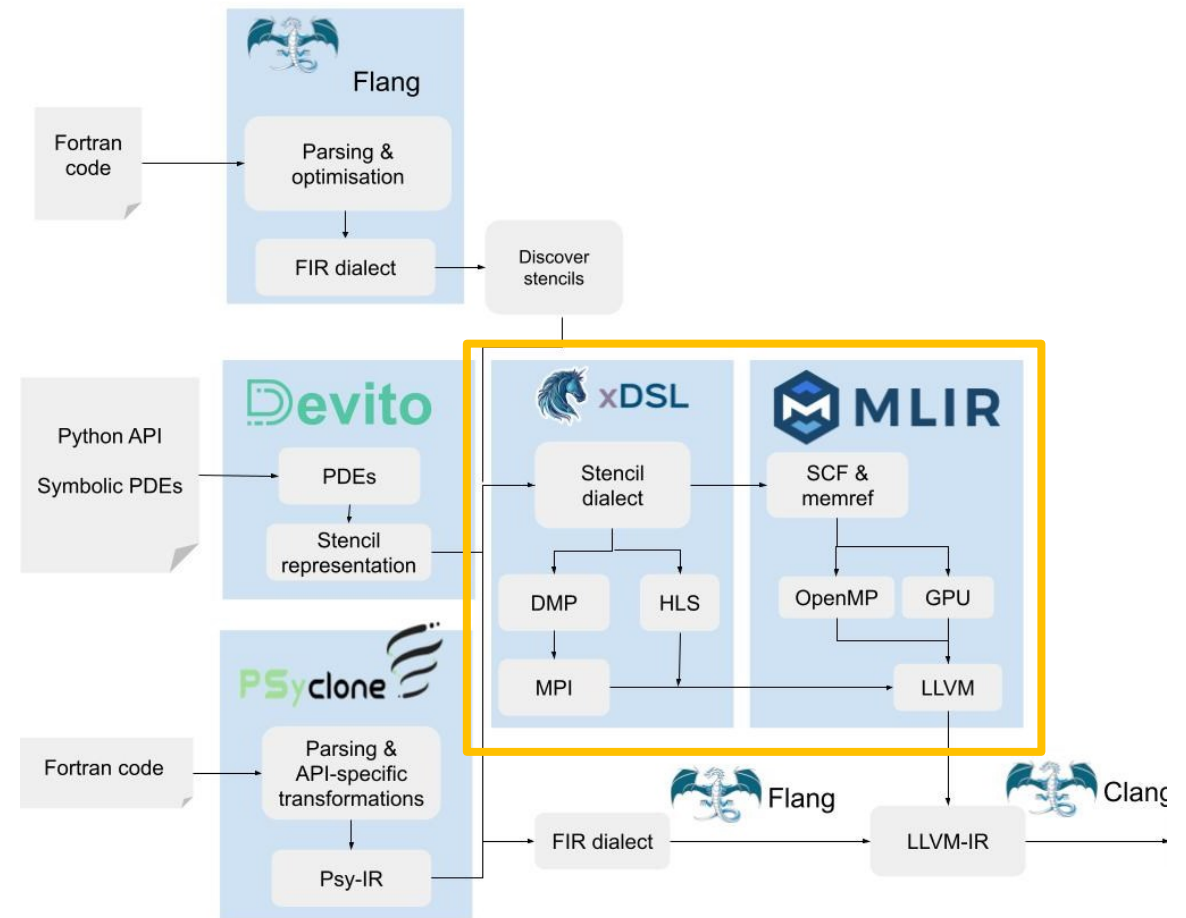 Flang
Fortran
code
Parsing &
optimisation
FIR dialect
Discover
stencils
Devito
Python API
Symbolic PDEs
PDEs
Stencil
representation
xDSL
MLIR
Stencil
dialect
SCF &
memref
DMP
HLS
OpenMP
GPU
MPI
LLVM
PSyclone
Fortran code
Parsing &
API-specific
transformations
Psy-IR
Flang
Clang
FIR dialect
LLVM-IR